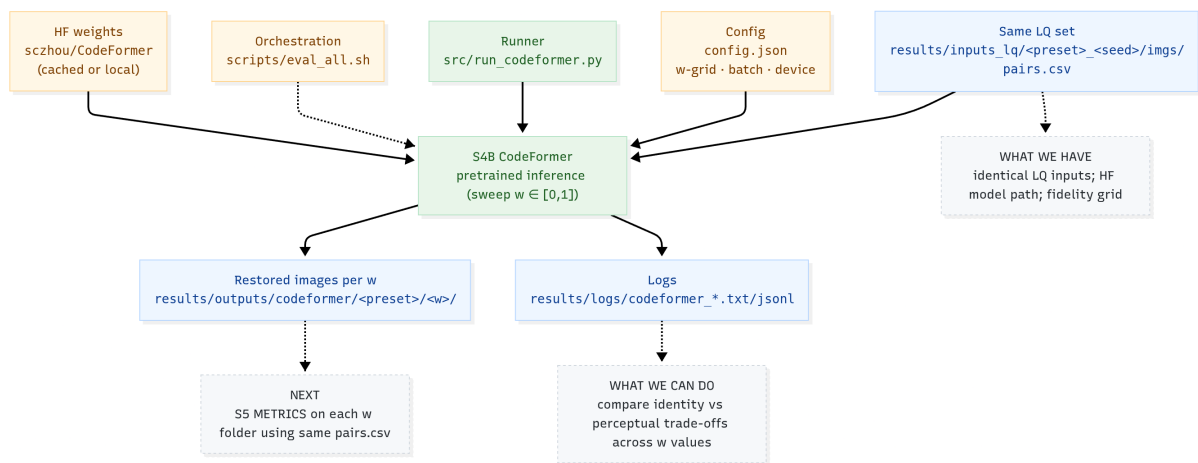 HF weights
sczhou/CodeFormer
(cached or local)
Orchestration
scripts/eval_all.sh
Runner
src/run_codeformer.py
Config
config.json
w-grid · batch · device
Same LQ set
results/inputs_lq/<preset>_<seed>/imgs/
pairs.csv
S4B CodeFormer
pretrained inference
(sweep w ∈ [0,1])
WHAT WE HAVE
identical LQ inputs; HF
model path; fidelity grid
Restored images per w
results/outputs/codeformer/<preset>/<w>/
Logs
results/logs/codeformer_*.txt/jsonl
NEXT
S5 METRICS on each w
folder using same pairs.csv
WHAT WE CAN DO
compare identity vs
perceptual trade-offs
across w values